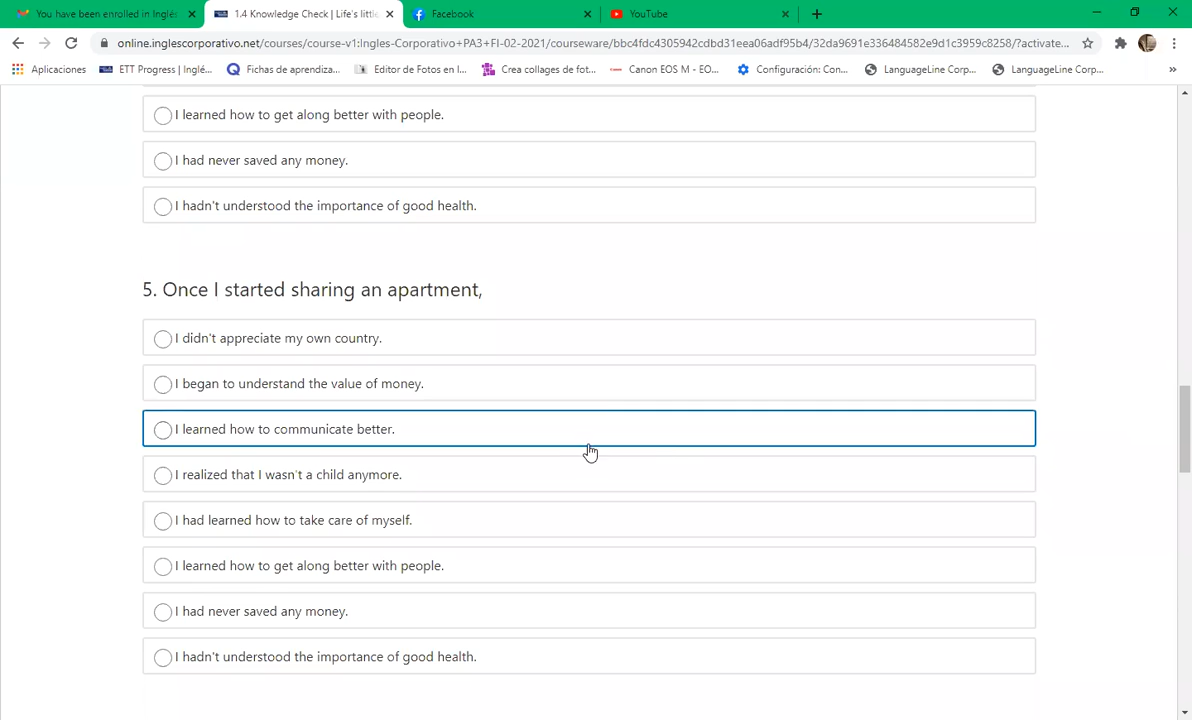 You have been enrolled in Inglés
1.4 Knowledge Check | Life's little
Facebook
YouTube
online.inglescorporativo.net/courses/course-v1:Ingles-Corporativo+PA3+FI-02-2021/courseware/bbc4fdc4305942cdbd31eea06adf95b4/32da9691e336484582e9d1c3959c8258/?activate...
Aplicaciones
ETT Progress | Inglé...
Fichas de aprendiza...
Editor de Fotos en l...
Crea collages de fot...
Canon EOS M - EO...
Configuración: Con...
LanguageLine Corp...
LanguageLine Corp...
I learned how to get along better with people.
I had never saved any money.
I hadn't understood the importance of good health.
5. Once I started sharing an apartment,
I didn't appreciate my own country.
I began to understand the value of money.
I learned how to communicate better.
I realized that I wasn't a child anymore.
I had learned how to take care of myself.
I learned how to get along better with people.
I had never saved any money.
I hadn't understood the importance of good health.